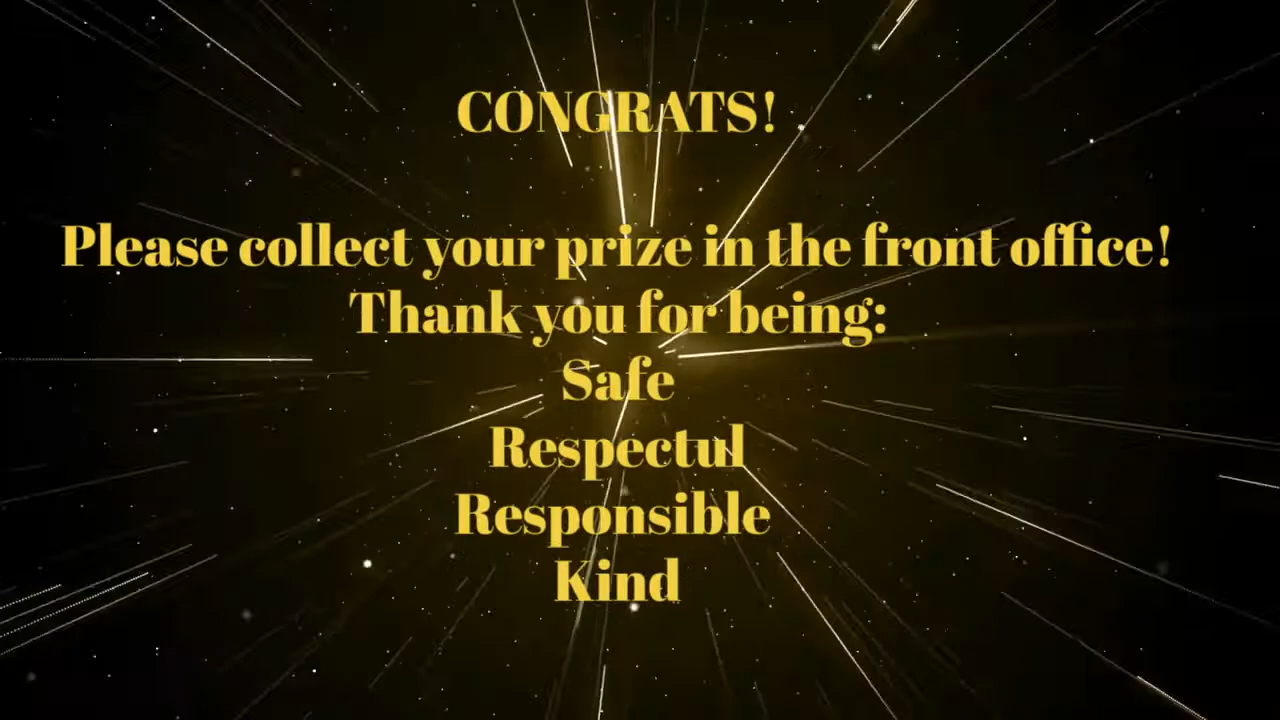 CONGRATS!
Please collect your prize in the front office!
Thank you for being:
Safe
Respectul
Responsible
Kind